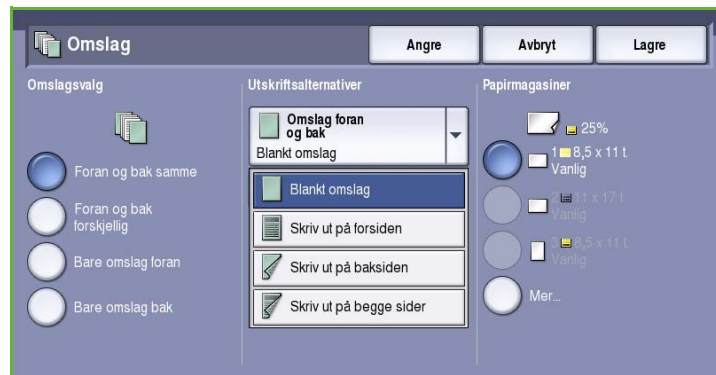 Omslag
Angre
Avbryt
Lagre
Omslagsvalg
Foran og bak samme
Foran og bak
forskjellig
Bare omslag foran
Bare omslag bak
Utskriftsalternativer
Omslag foran
og bak
Blankt omslag
Blankt omslag
Skriv ut på forsiden
Skriv ut på baksiden
Skriv ut på begge sider
Papirmagasiner
25%
1 8,5 x 11 t.
Vanlig
2 11 x 17 t.
Vanlig
3 8,5 x 11 t.
Vanlig
Mer...